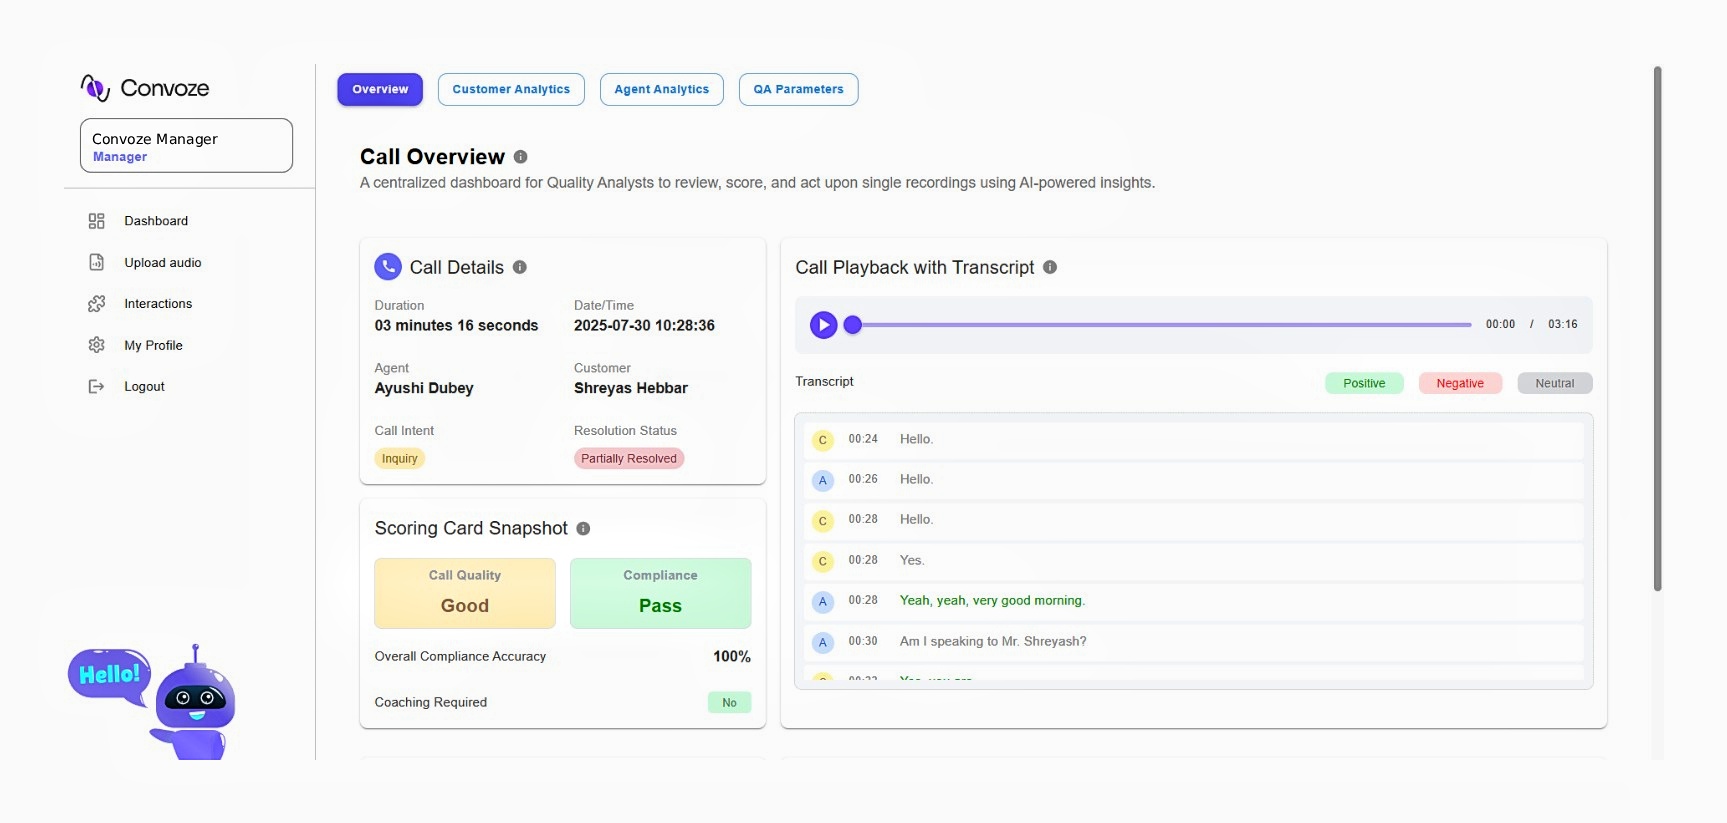 Convoze
Convoze Manager
Manager
Dashboard
Upload audio
Interactions
My Profile
Logout
Hello!
Overview
Customer Analytics
Agent Analytics
QA Parameters
Call Overview
A centralized dashboard for Quality Analysts to review, score, and act upon single recordings using AI-powered insights.
Call Details
Duration
03 minutes 16 seconds
Date/Time
2025-07-30 10:28:36
Agent
Ayushi Dubey
Customer
Shreyas Hebbar
Call Intent
Inquiry
Resolution Status
Partially Resolved
Scoring Card Snapshot
Call Quality
Good
Compliance
Pass
Overall Compliance Accuracy
100%
Coaching Required
No
Call Playback with Transcript
00:00 / 03:16
Transcript
Positive
Negative
Neutral
C 00:24 Hello.
A 00:26 Hello.
C 00:28 Hello.
C 00:28 Yes.
A 00:28 Yeah, yeah, very good morning.
A 00:30 Am I speaking to Mr. Shreyash?